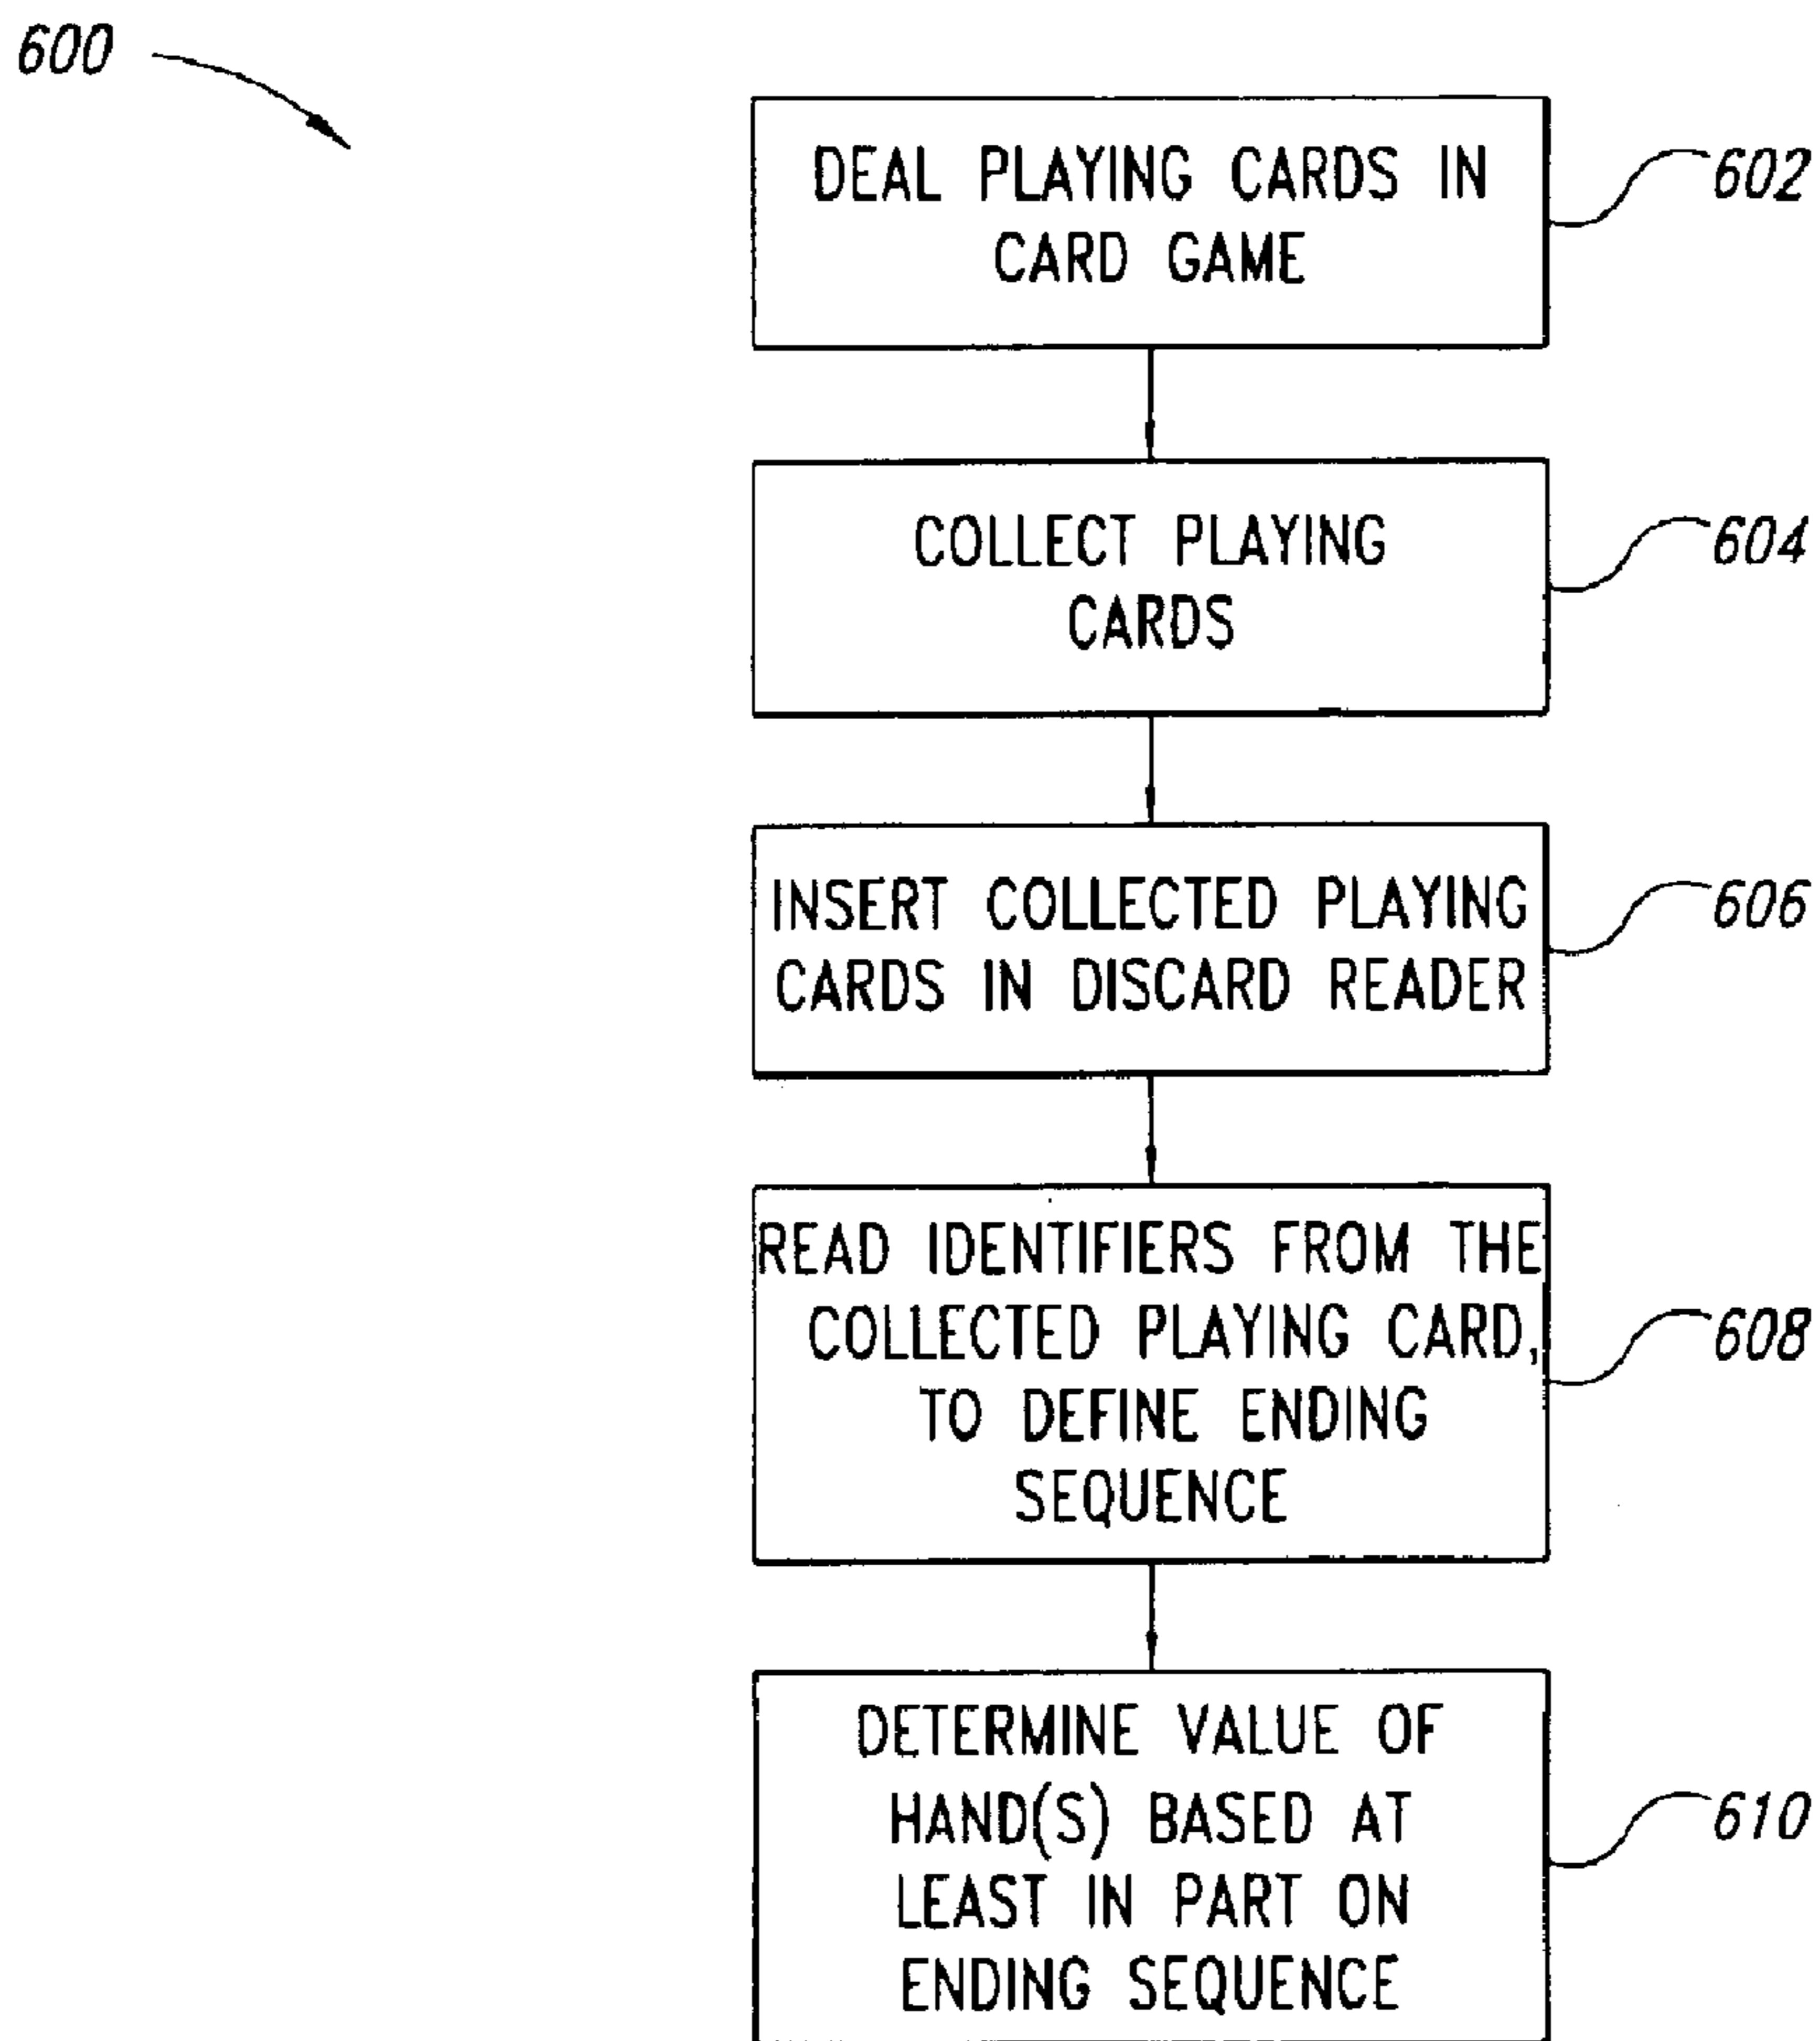 600
DEAL PLAYING CARDS IN
CARD GAME
602
COLLECT PLAYING
CARDS
604
INSERT COLLECTED PLAYING
CARDS IN DISCARD READER
606
READ IDENTIFIERS FROM THE
COLLECTED PLAYING CARD,
TO DEFINE ENDING
SEQUENCE
608
DETERMINE VALUE OF
HAND(S) BASED AT
LEAST IN PART ON
ENDING SEQUENCE
610